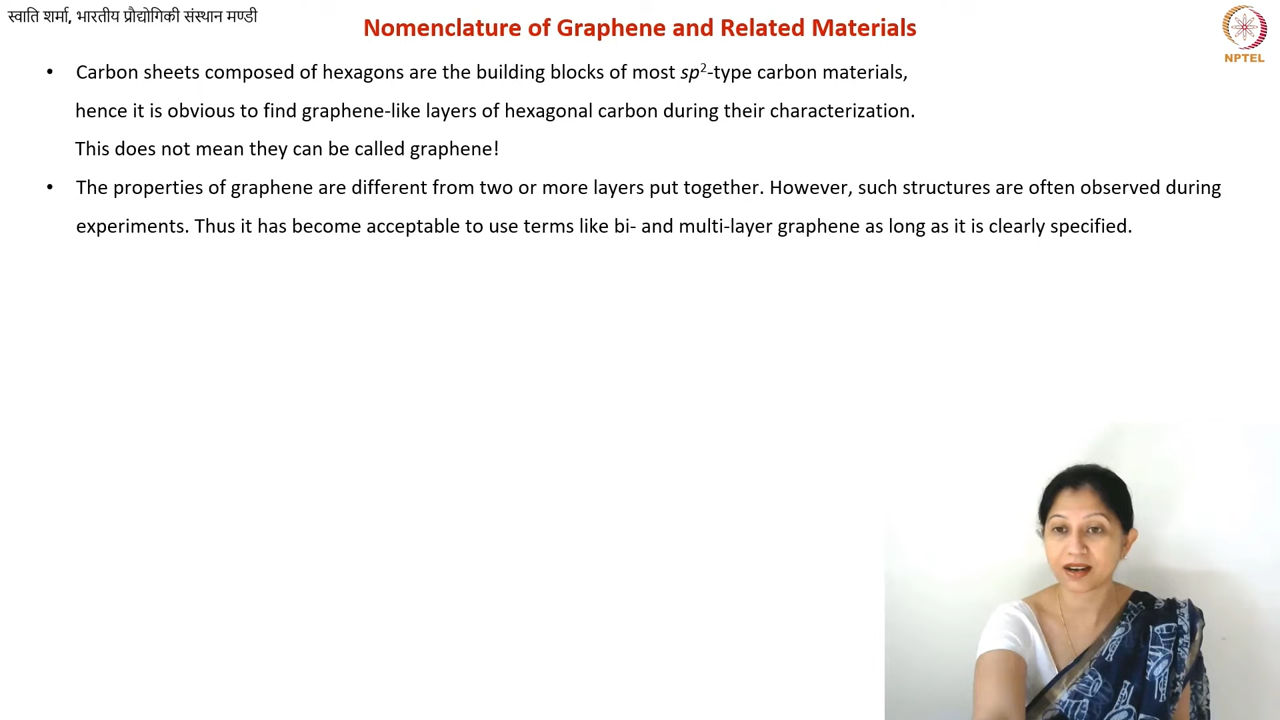 स्वाति शर्मा, भारतीय प्रौद्योगिकी संस्थान मण्डी
Nomenclature of Graphene and Related Materials
NPTEL
• Carbon sheets composed of hexagons are the building blocks of most sp²-type carbon materials,
hence it is obvious to find graphene-like layers of hexagonal carbon during their characterization.
This does not mean they can be called graphene!
• The properties of graphene are different from two or more layers put together. However, such structures are often observed during
experiments. Thus it has become acceptable to use terms like bi- and multi-layer graphene as long as it is clearly specified.